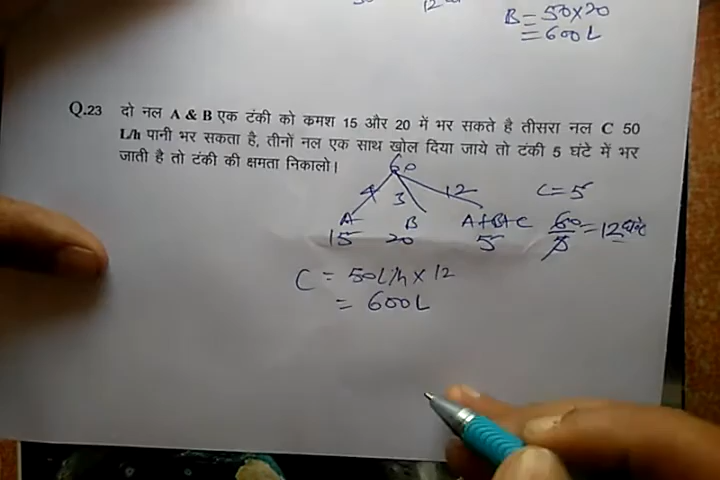 B = 50×20
= 600L
Q.23 दो नल A & B एक टंकी को कमश 15 और 20 में भर सकते है तीसरा नल C 50
L/h पानी भर सकता है, तीनों नल एक साथ खोल दिया जाये तो टंकी 5 घंटे में भर
जाती है तो टंकी की क्षमता निकालो।
60
4 3 12 C = 5
A B A+B+C 60/5 = 12 घंटे
15 20 5
C = 50L/h × 12
= 600L